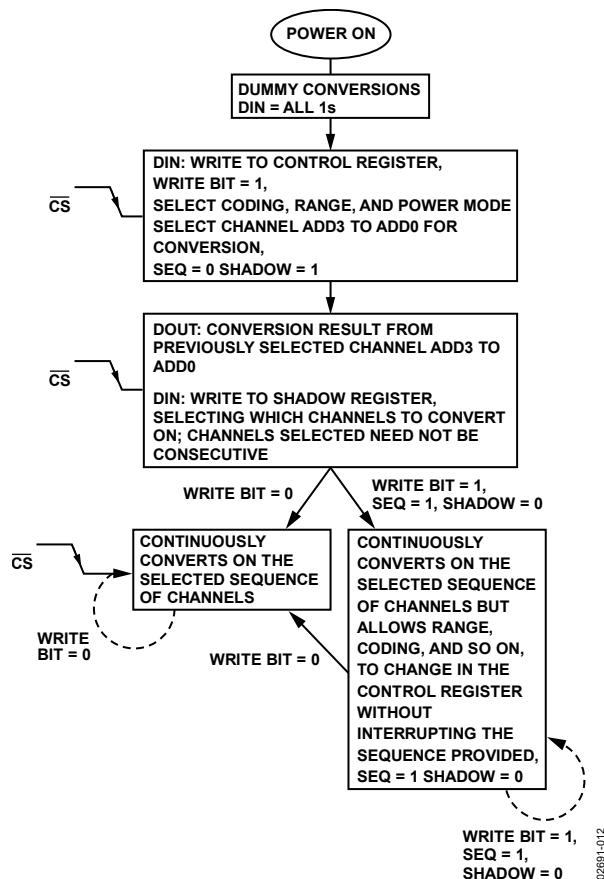 POWER ON
DUMMY CONVERSIONS
DIN = ALL 1s
CS
DIN: WRITE TO CONTROL REGISTER,
WRITE BIT = 1,
SELECT CODING, RANGE, AND POWER MODE
SELECT CHANNEL ADD3 TO ADD0 FOR
CONVERSION,
SEQ = 0 SHADOW = 1
CS
DOUT: CONVERSION RESULT FROM
PREVIOUSLY SELECTED CHANNEL ADD3 TO
ADD0
DIN: WRITE TO SHADOW REGISTER,
SELECTING WHICH CHANNELS TO CONVERT
ON; CHANNELS SELECTED NEED NOT BE
CONSECUTIVE
WRITE BIT = 0
WRITE BIT = 1,
SEQ = 1, SHADOW = 0
CS
CONTINUOUSLY
CONVERTS ON THE
SELECTED SEQUENCE
OF CHANNELS
WRITE
BIT = 0
WRITE BIT = 0
CONTINUOUSLY
CONVERTS ON THE
SELECTED SEQUENCE
OF CHANNELS BUT
ALLOWS RANGE,
CODING, AND SO ON,
TO CHANGE IN THE
CONTROL REGISTER
WITHOUT
INTERRUPTING THE
SEQUENCE PROVIDED,
SEQ = 1 SHADOW = 0
WRITE BIT = 1,
SEQ = 1,
SHADOW = 0
02691-012